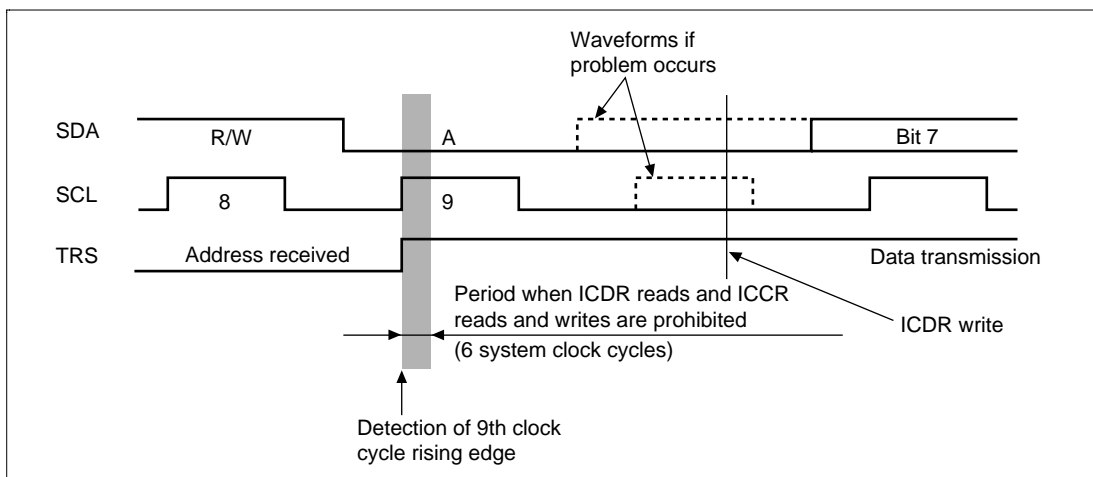 Waveforms if
problem occurs
SDA
R/W
A
Bit 7
SCL
8
9
TRS
Address received
Data transmission
Period when ICDR reads and ICCR
reads and writes are prohibited
(6 system clock cycles)
ICDR write
Detection of 9th clock
cycle rising edge